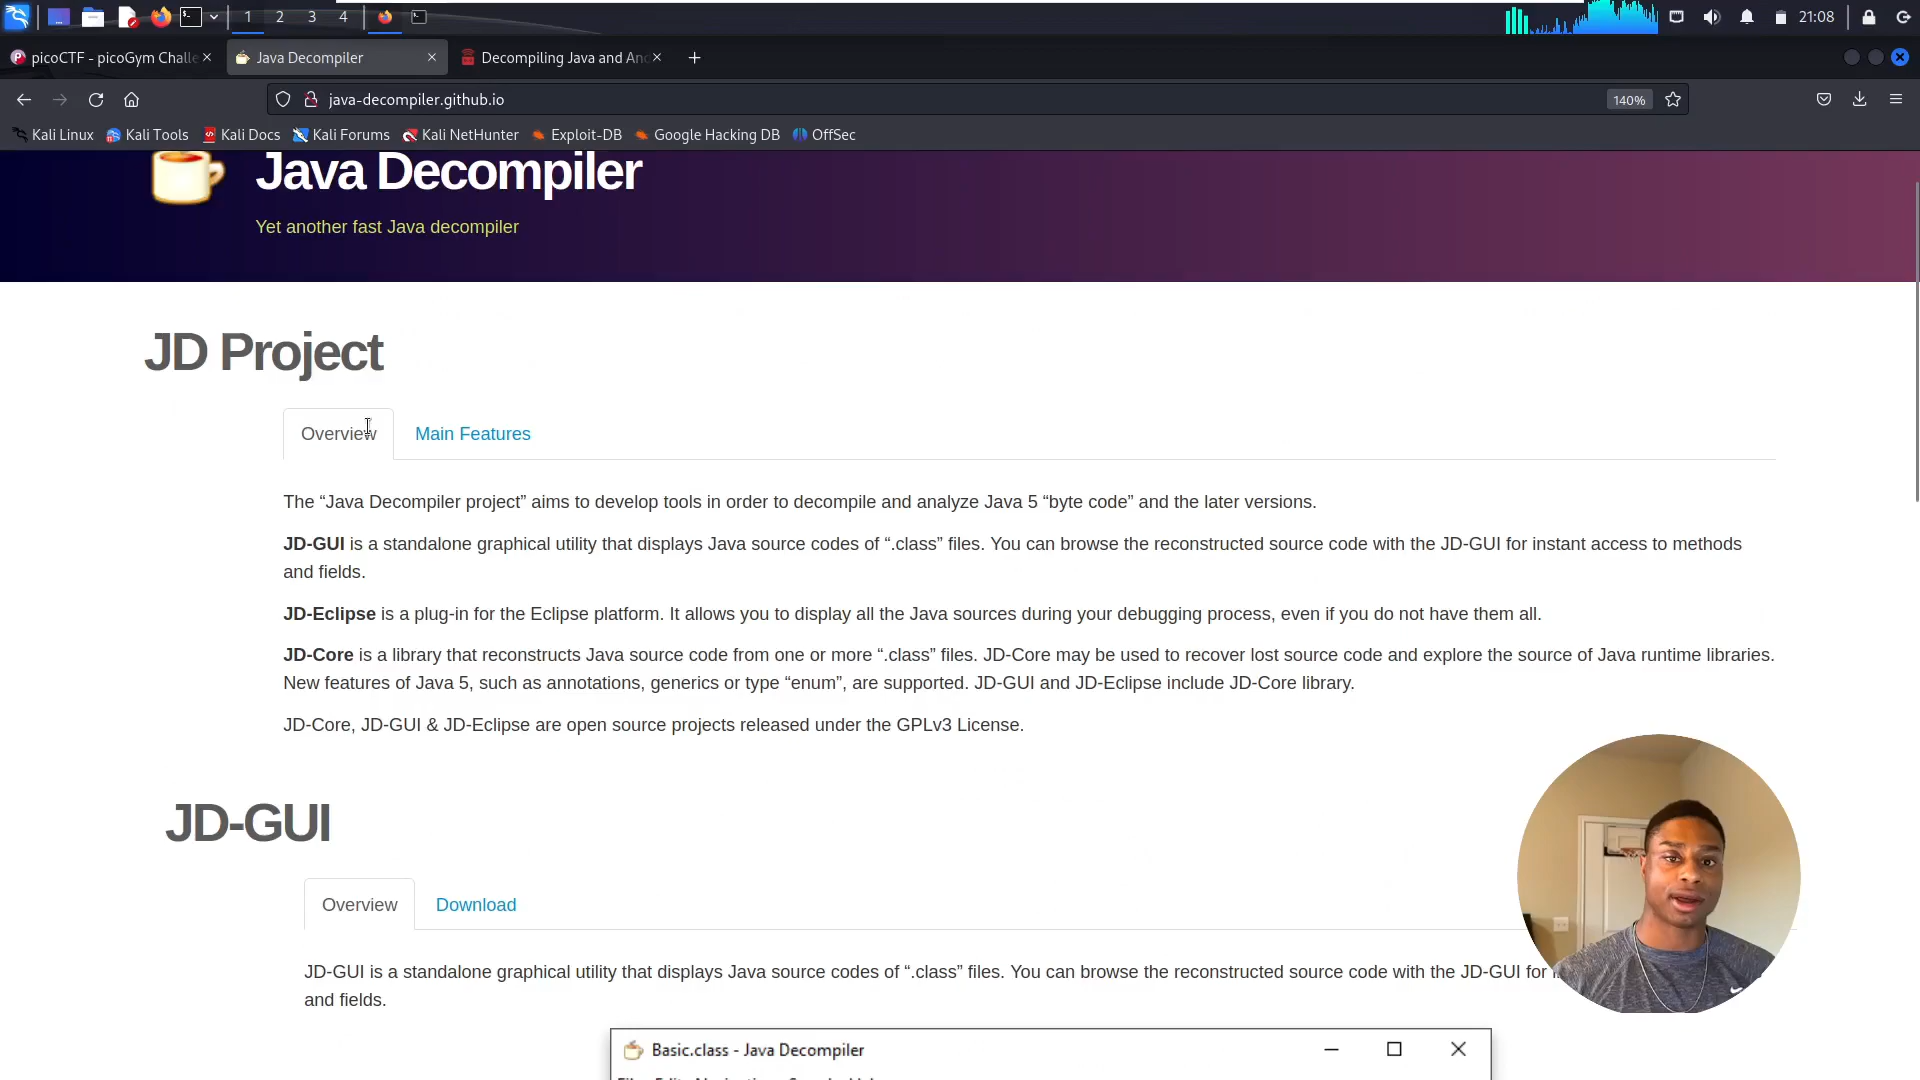 1 2 3 4 21:08
picoCTF - picoGym Challe Java Decompiler Decompiling Java and And
java-decompiler.github.io 140%
Kali Linux Kali Tools Kali Docs Kali Forums Kali NetHunter Exploit-DB Google Hacking DB OffSec
Java Decompiler
Yet another fast Java decompiler
JD Project
Overview Main Features
The “Java Decompiler project” aims to develop tools in order to decompile and analyze Java 5 “byte code” and the later versions.
JD-GUI is a standalone graphical utility that displays Java source codes of “.class” files. You can browse the reconstructed source code with the JD-GUI for instant access to methods
and fields.
JD-Eclipse is a plug-in for the Eclipse platform. It allows you to display all the Java sources during your debugging process, even if you do not have them all.
JD-Core is a library that reconstructs Java source code from one or more “.class” files. JD-Core may be used to recover lost source code and explore the source of Java runtime libraries.
New features of Java 5, such as annotations, generics or type “enum”, are supported. JD-GUI and JD-Eclipse include JD-Core library.
JD-Core, JD-GUI & JD-Eclipse are open source projects released under the GPLv3 License.
JD-GUI
Overview Download
JD-GUI is a standalone graphical utility that displays Java source codes of “.class” files. You can browse the reconstructed source code with the JD-GUI for
and fields.
Basic.class - Java Decompiler